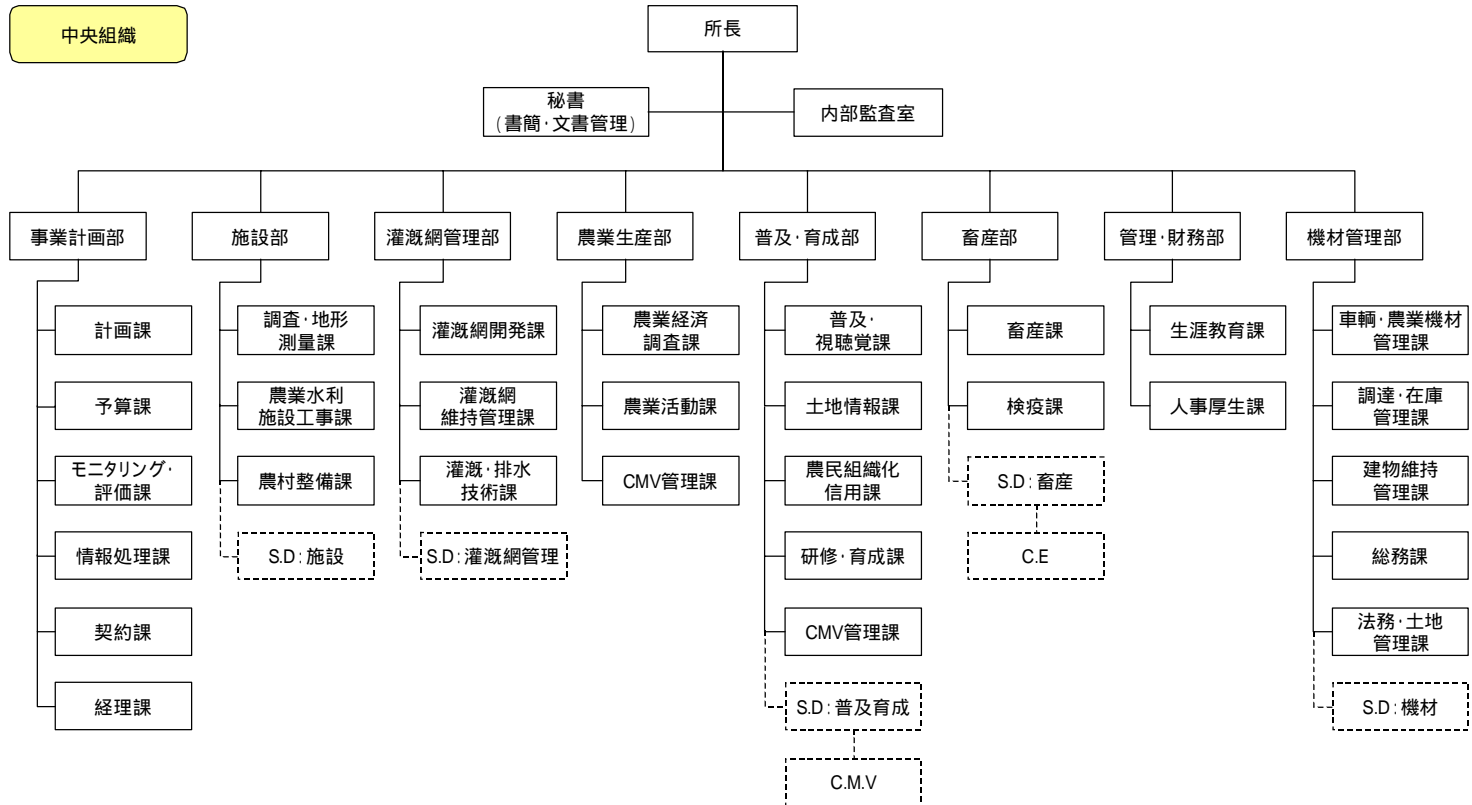 中央組織
所長
秘書
(書簡･文書管理)
内部監査室
事業計画部
施設部
灌漑網管理部
農業生産部
普及･育成部
畜産部
管理･財務部
機材管理部
計画課
予算課
モニタリング･
評価課
情報処理課
契約課
経理課
調査･地形
測量課
農業水利
施設工事課
農村整備課
S.D:施設
灌漑網開発課
灌漑網
維持管理課
灌漑･排水
技術課
S.D:灌漑網管理
農業経済
調査課
農業活動課
CMV管理課
普及･
視聴覚課
土地情報課
農民組織化
信用課
研修･育成課
CMV管理課
S.D:普及育成
C.M.V
畜産課
検疫課
S.D:畜産
C.E
生涯教育課
人事厚生課
車輌･農業機材
管理課
調達･在庫
管理課
建物維持
管理課
総務課
法務･土地
管理課
S.D:機材